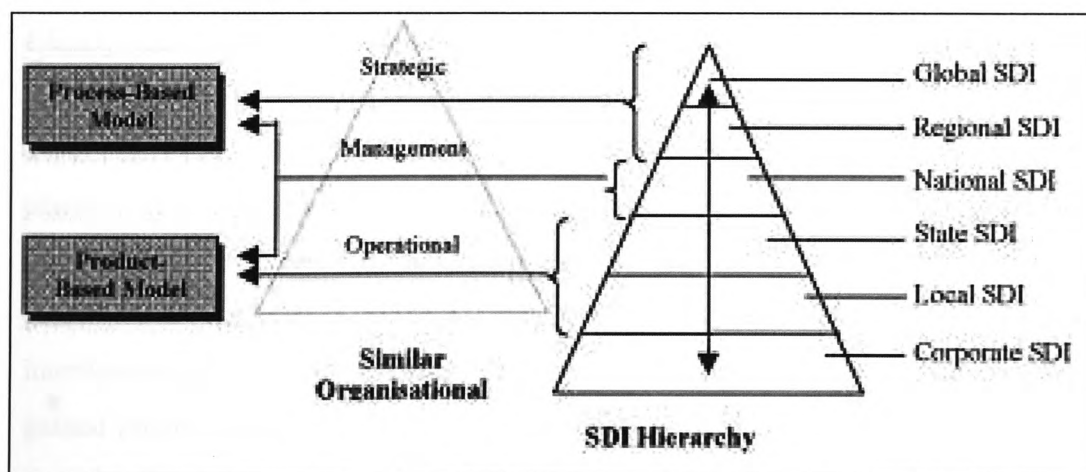 Process-Based
Model
Product-
Based Model
Strategic
Management
Operational
Similar
Organisational
Global SDI
Regional SDI
National SDI
State SDI
Local SDI
Corporate SDI
SDI Hierarchy